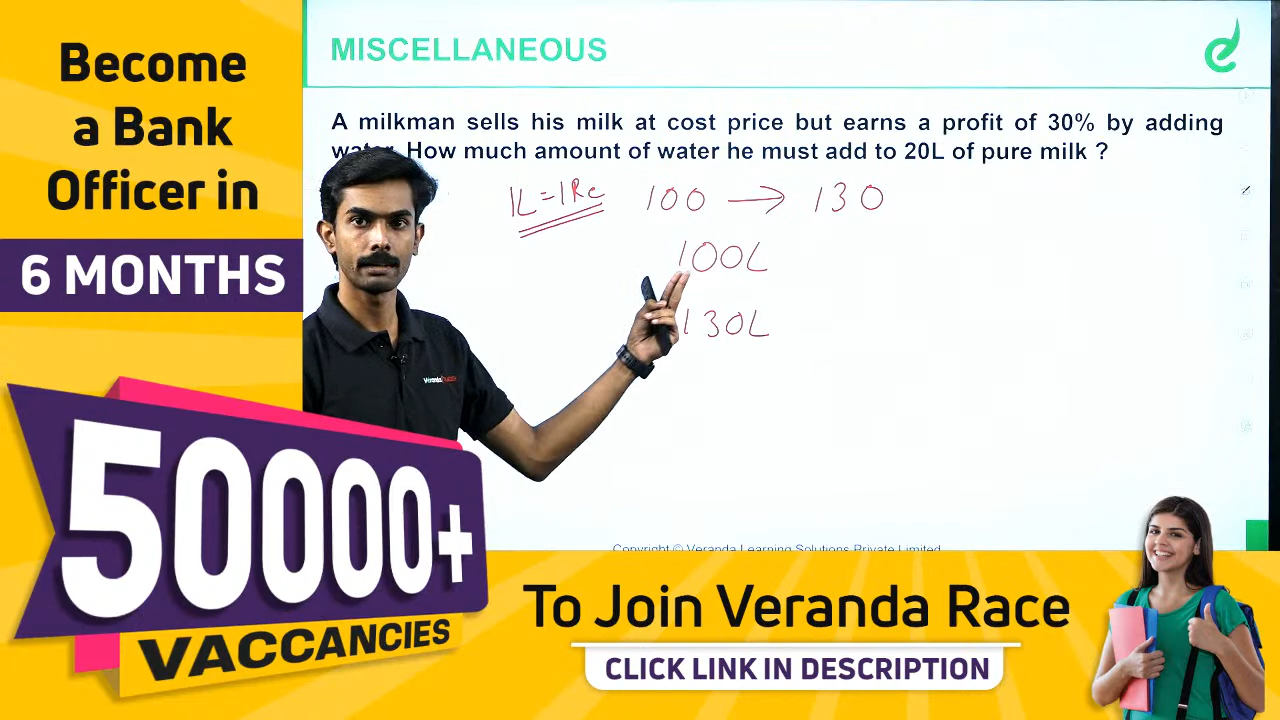 Become
a Bank
Officer in
6 MONTHS
50000+
VACCANCIES
MISCELLANEOUS
A milkman sells his milk at cost price but earns a profit of 30% by adding
water. How much amount of water he must add to 20L of pure milk ?
1L = 1Rs 100 → 130
100L
130L
Veranda
Copyright © Veranda Learning Solutions Private Limited
To Join Veranda Race
CLICK LINK IN DESCRIPTION